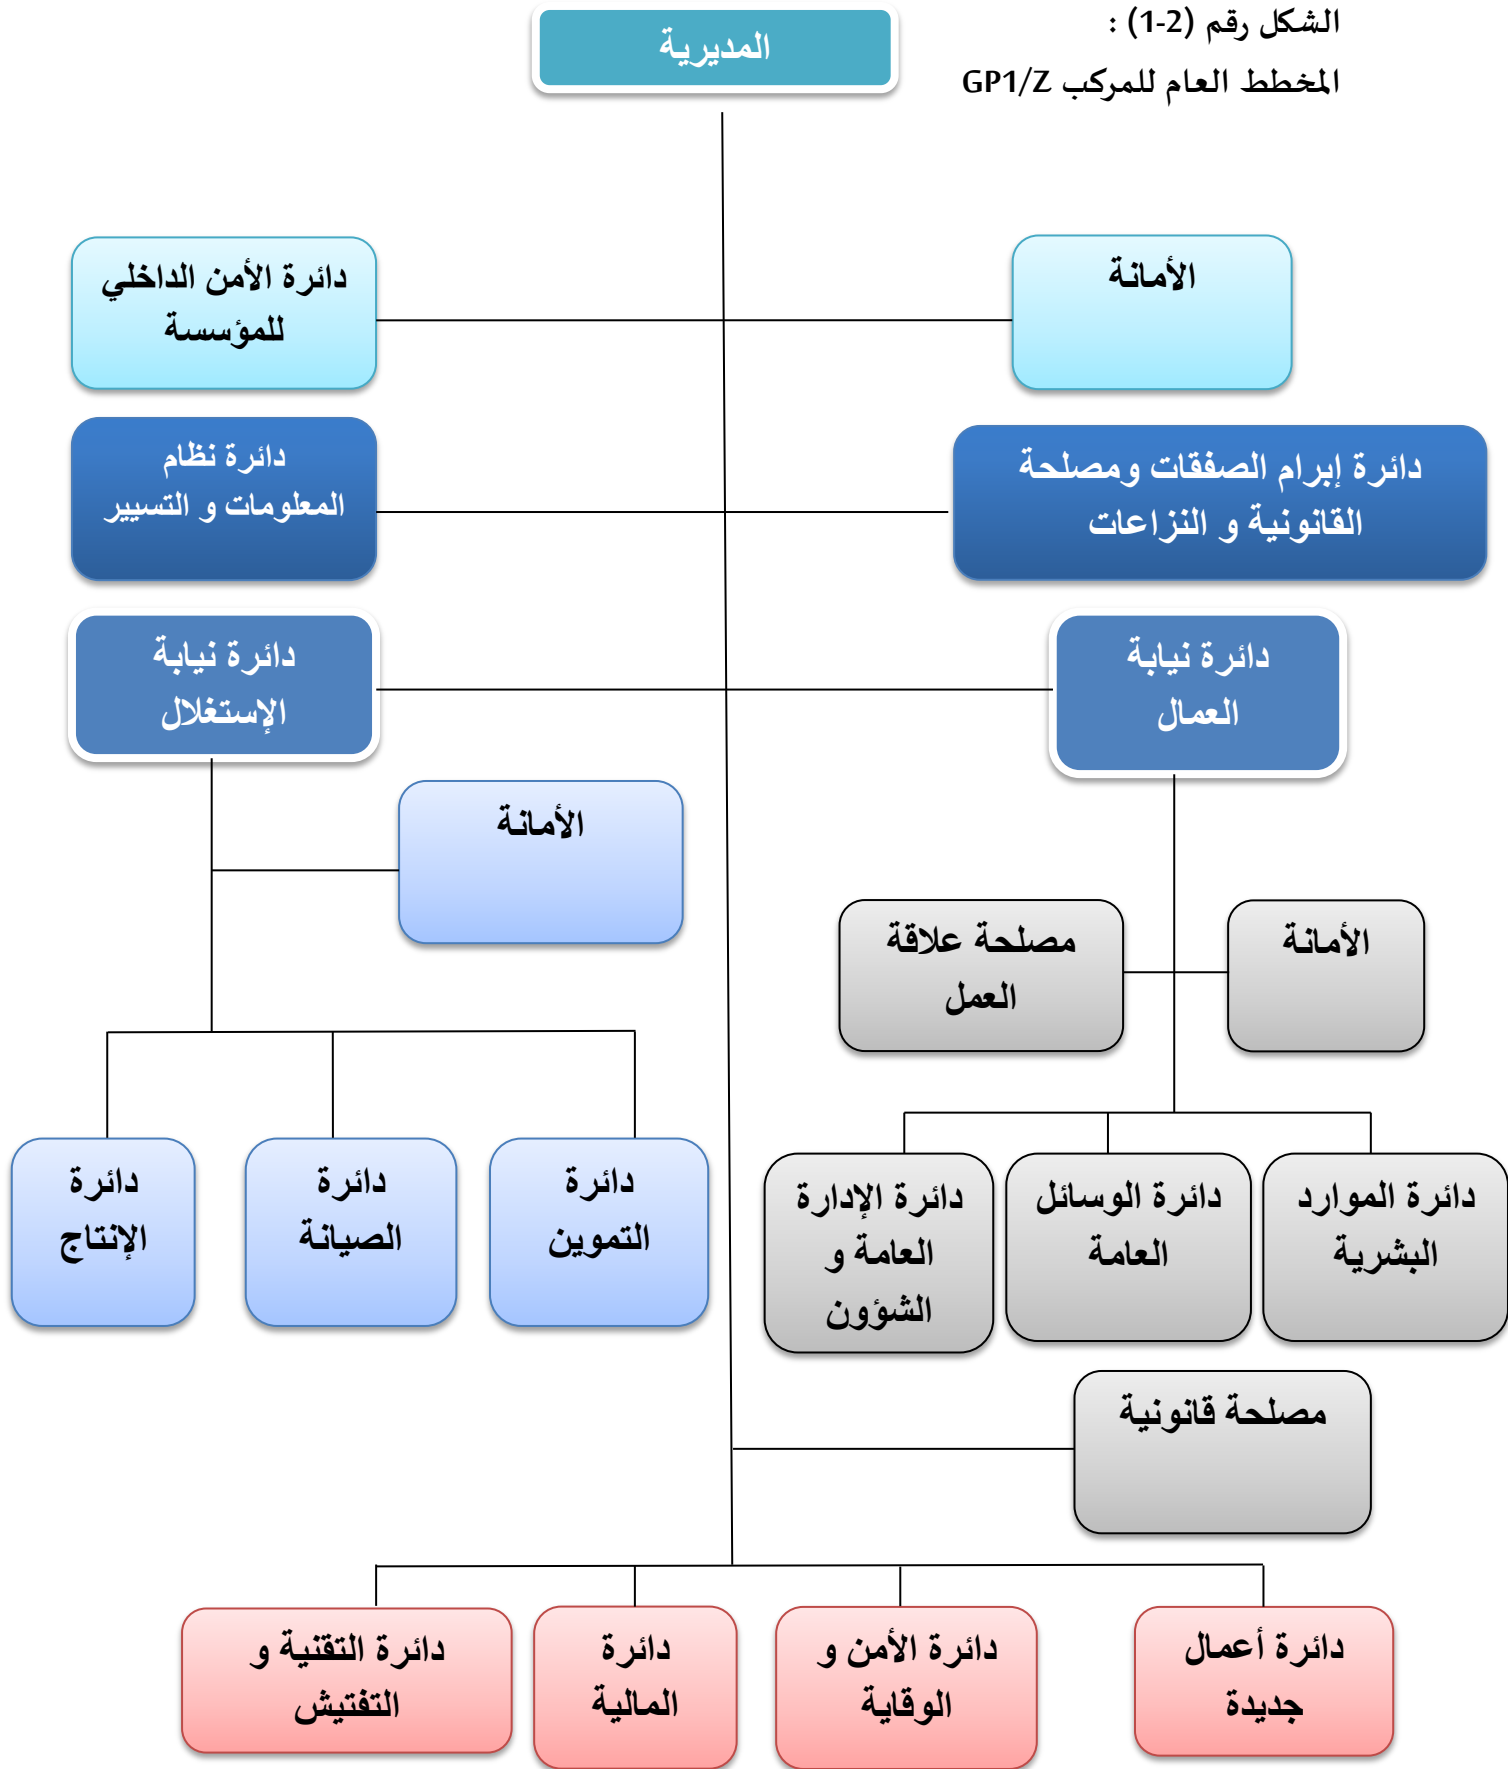 الشكل رقم (2-1) :
المخطط العام للمركب GP1/Z
المديرية
الأمانة
دائرة الأمن الداخلي
للمؤسسة
دائرة إبرام الصفقات ومصلحة
القانونية و النزاعات
دائرة نظام
المعلومات و التسيير
دائرة نيابة
العمال
دائرة نيابة
الإستغلال
الأمانة
الأمانة
مصلحة علاقة
العمل
دائرة الموارد
البشرية
دائرة الوسائل
العامة
دائرة الإدارة
العامة و
الشؤون
دائرة
التموين
دائرة
الصيانة
دائرة
الإنتاج
مصلحة قانونية
دائرة أعمال
جديدة
دائرة الأمن و
الوقاية
دائرة
المالية
دائرة التقنية و
التفتيش